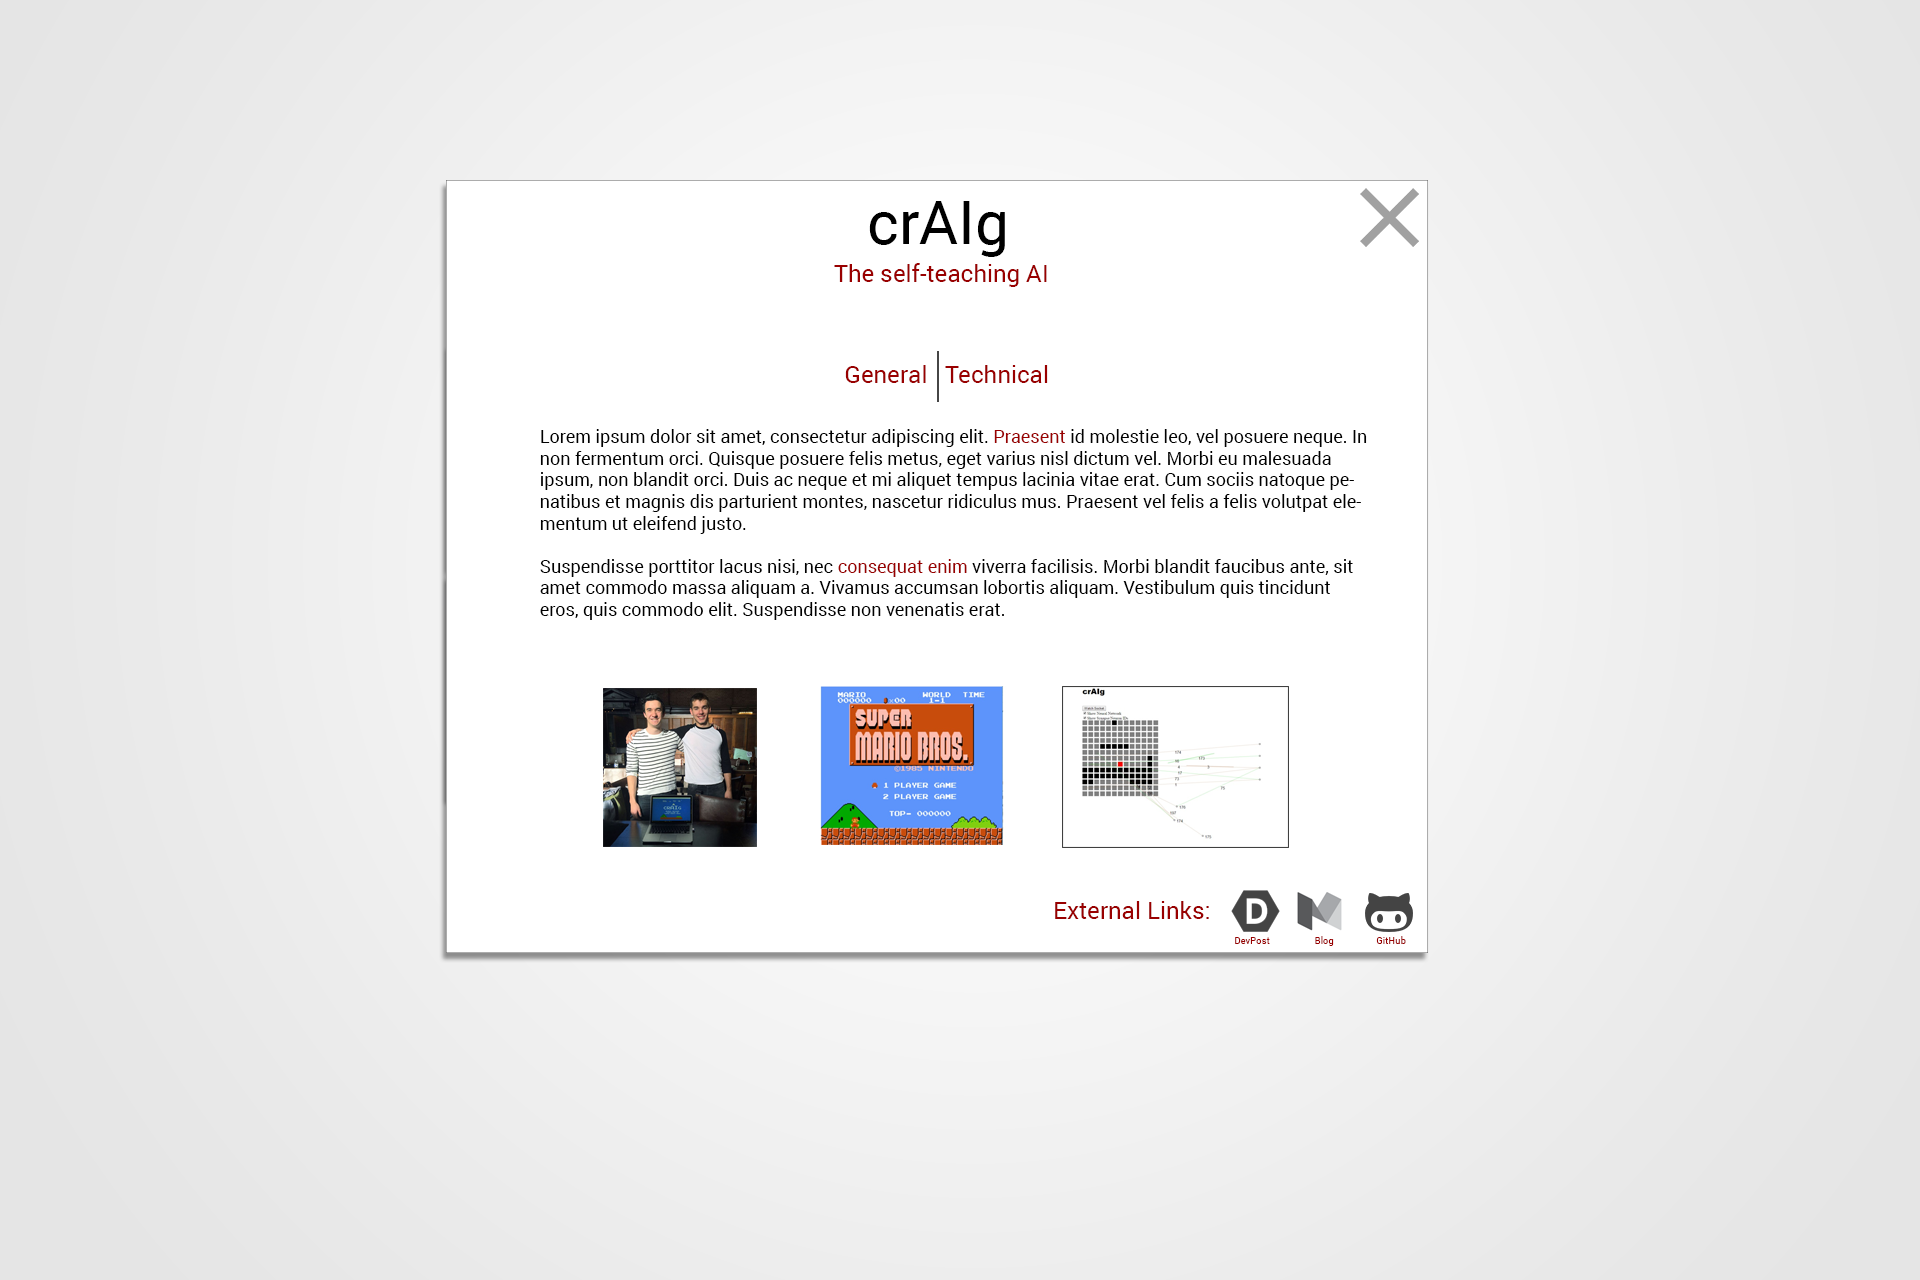 crAIg
The self-teaching AI
General | Technical
Lorem ipsum dolor sit amet, consectetur adipiscing elit. Praesent id molestie leo, vel posuere neque. In
non fermentum orci. Quisque posuere felis metus, eget varius nisl dictum vel. Morbi eu malesuada
ipsum, non blandit orci. Duis ac neque et mi aliquet tempus lacinia vitae erat. Cum sociis natoque pe-
natibus et magnis dis parturient montes, nascetur ridiculus mus. Praesent vel felis a felis volutpat ele-
mentum ut eleifend justo.
Suspendisse porttitor lacus nisi, nec consequat enim viverra facilisis. Morbi blandit faucibus ante, sit
amet commodo massa aliquam a. Vivamus accumsan lobortis aliquam. Vestibulum quis tincidunt
eros, quis commodo elit. Suspendisse non venenatis erat.
crAIg
MARIO WORLD TIME
000000 ×00 1-1
SUPER
MARIO BROS.
©1985 NINTENDO
1 PLAYER GAME
2 PLAYER GAME
TOP- 000000
crAIg
External Links:
D
DevPost
Blog
GitHub